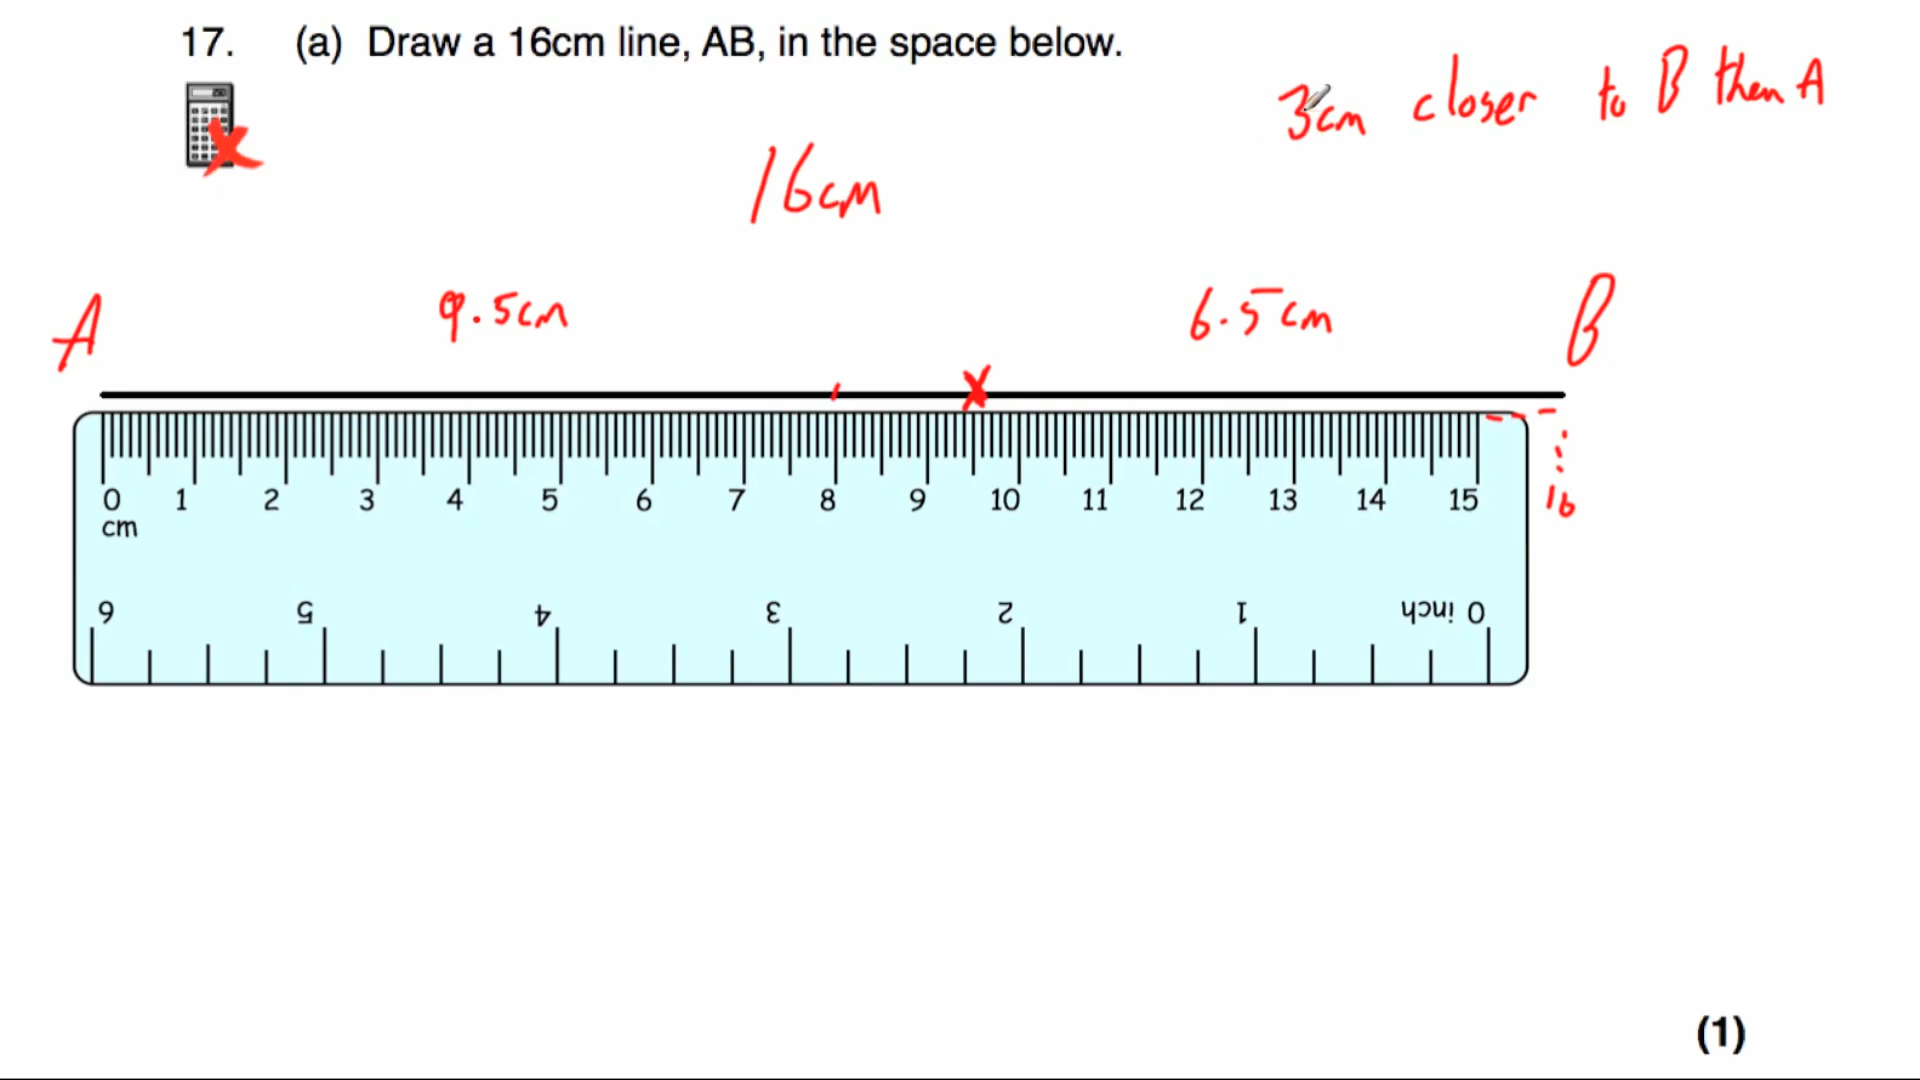 17. (a) Draw a 16cm line, AB, in the space below.
3cm closer to B then A
16cm
A 9.5cm 6.5cm B
0 1 2 3 4 5 6 7 8 9 10 11 12 13 14 15 16
cm
6 5 4 3 2 1 0 inch
(1)